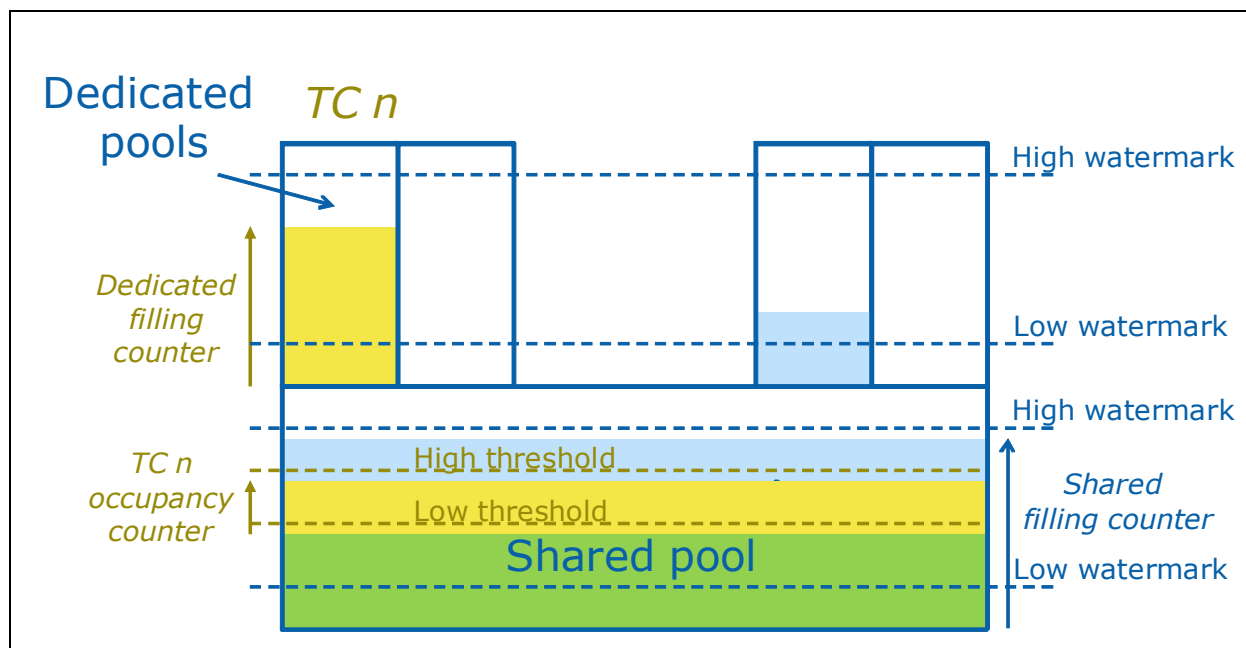 Dedicated
pools
TC n
High watermark
Dedicated
filling
counter
Low watermark
High watermark
High threshold
TC n
occupancy
counter
Low threshold
Shared
filling counter
Shared pool
Low watermark